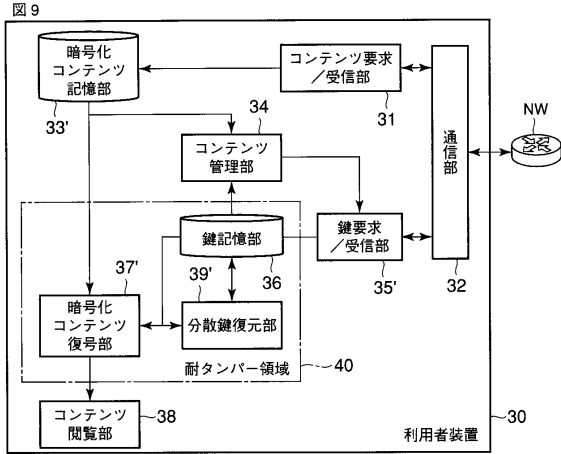 図9
暗号化
コンテンツ
記憶部
33'
コンテンツ要求
/受信部
31
34
コンテンツ
管理部
通信部
32
NW
鍵記憶部
36
鍵要求
/受信部
35'
37'
暗号化
コンテンツ
復号部
39'
分散鍵復元部
耐タンパー領域
40
コンテンツ
閲覧部
38
利用者装置
30